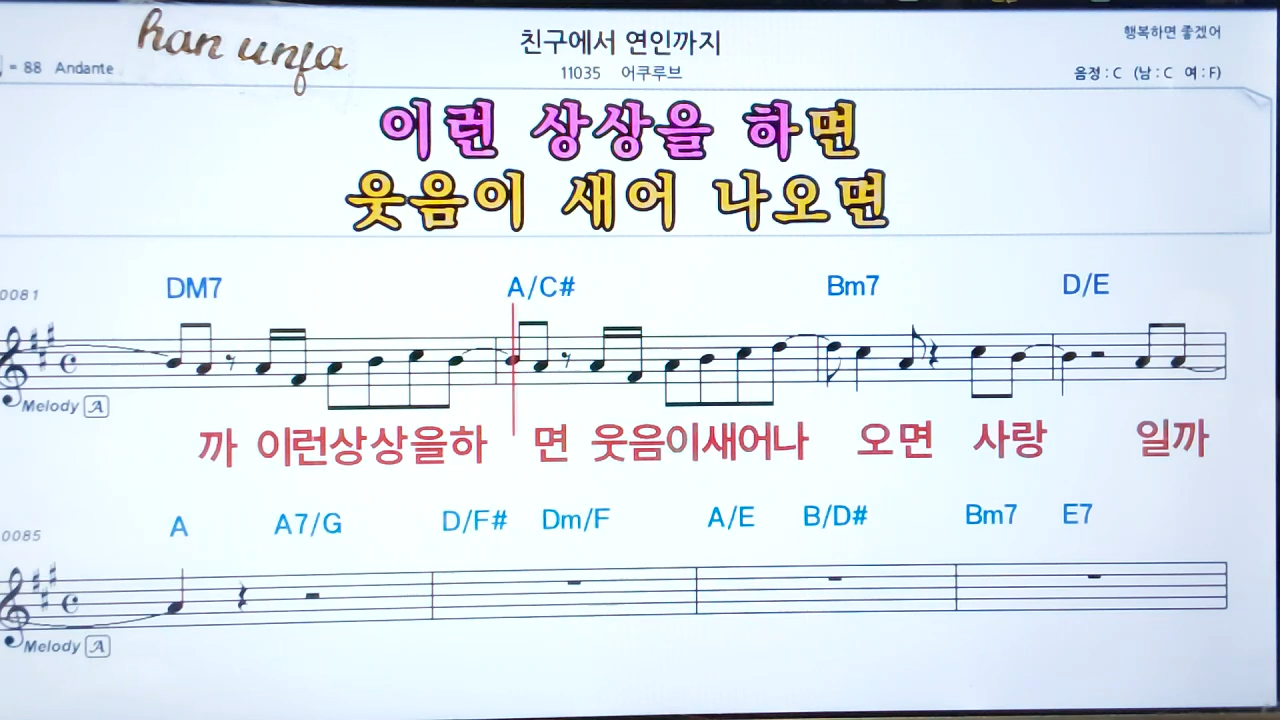 han unja
친구에서 연인까지
행복하면 좋겠어
= 88 Andante
11035 어쿠루브
음정 : C (남 : C 여 : F)
이런 상상을 하면
웃음이 새어 나오면
0081
DM7 A/C# Bm7 D/E
Melody A
까 이런상상을하 면 웃음이새어나 오면 사랑 일까
0085
A A7/G D/F# Dm/F A/E B/D# Bm7 E7
Melody A